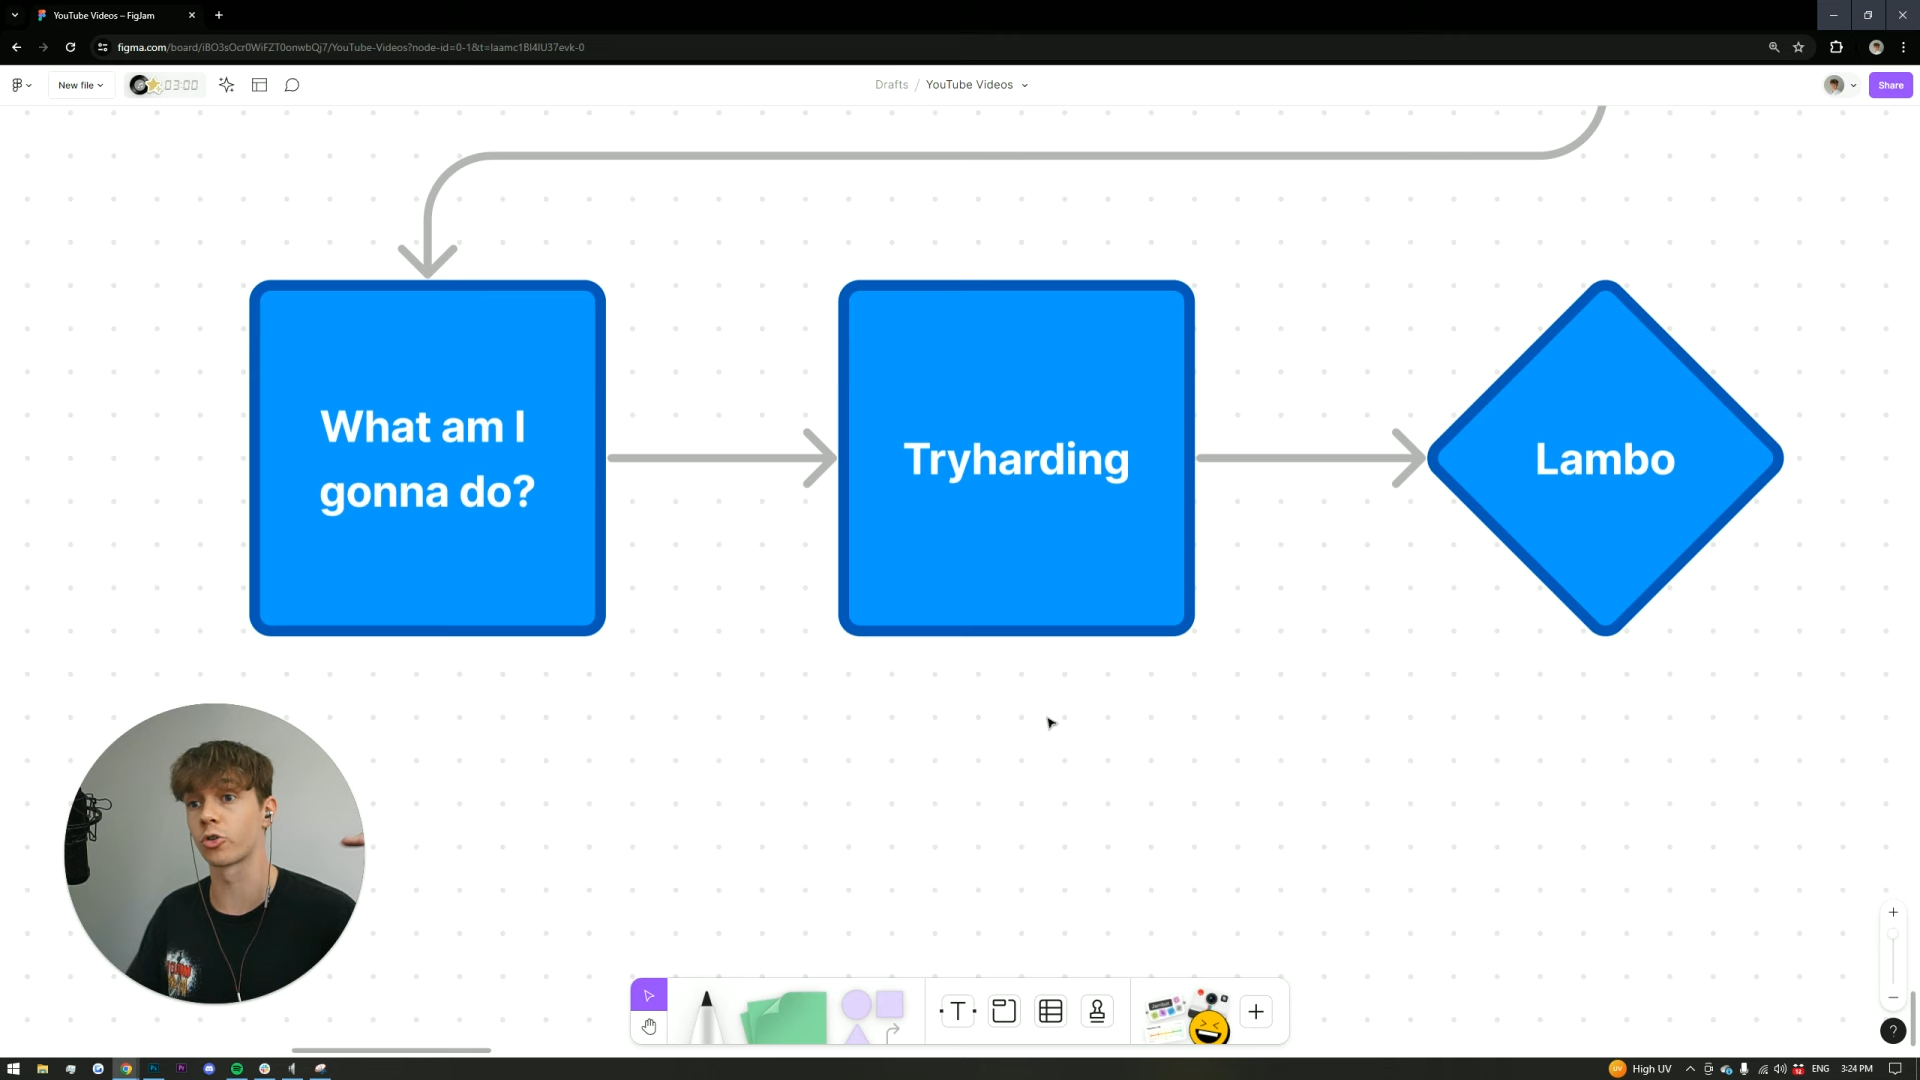 YouTube Videos – FigJam
figma.com/board/iBO3sOcr0WiFZT0onwbQj7/YouTube-Videos?node-id=0-1&t=laamc1Bl4IU37evk-0
New file
03:00
Drafts / YouTube Videos
Share
What am I
gonna do?
Tryharding
Lambo
T
?
High UV
ENG
3:24 PM